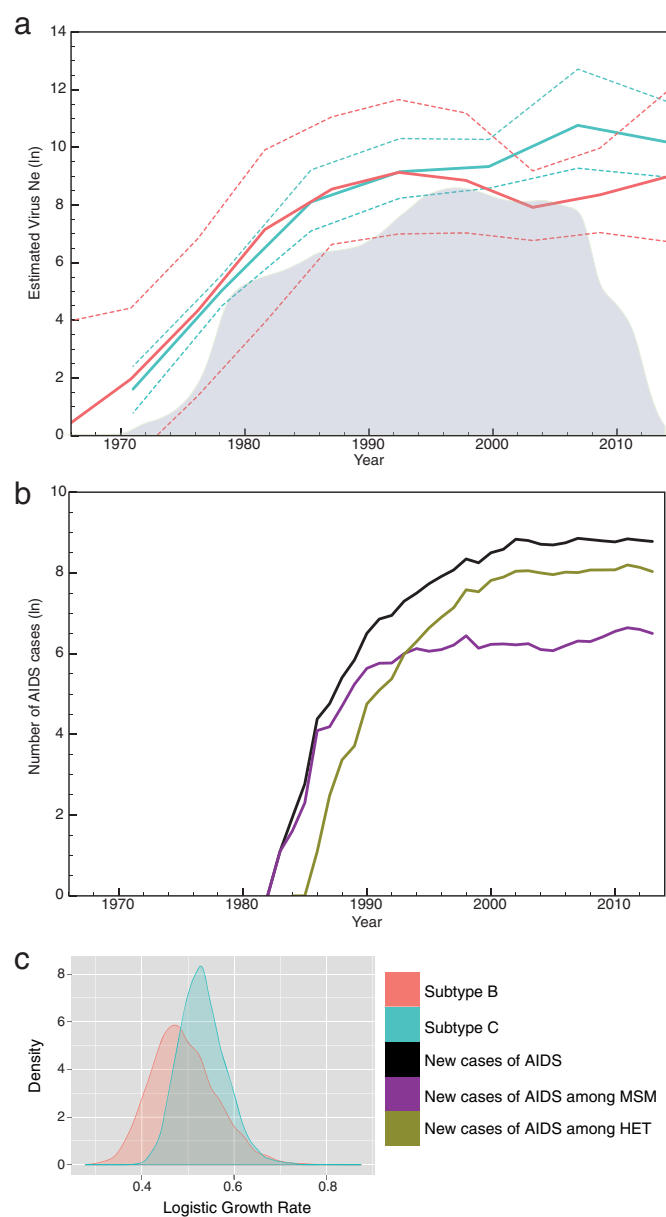 a
14
12
10
8
6
4
2
0
Estimated Virus Ne (ln)
1970 1980 1990 2000 2010
Year
b
10
8
6
4
2
0
Number of AIDS cases (ln)
1970 1980 1990 2000 2010
Year
c
8
6
4
2
0
Density
0.4 0.6 0.8
Logistic Growth Rate
Subtype B
Subtype C
New cases of AIDS
New cases of AIDS among MSM
New cases of AIDS among HET